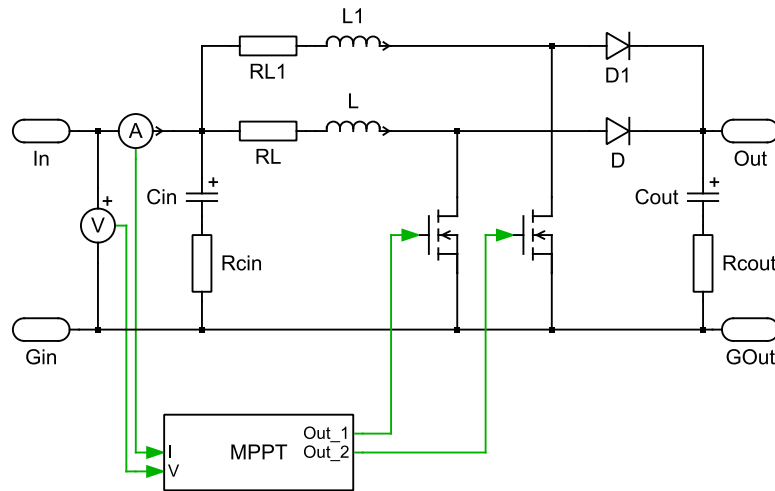 L1
RL1
D1
A
L
In
RL
D
Out
Cin
+
+
Cout
+
V
Rcin
Rcout
Gin
GOut
MPPT
Out_1
I
Out_2
V